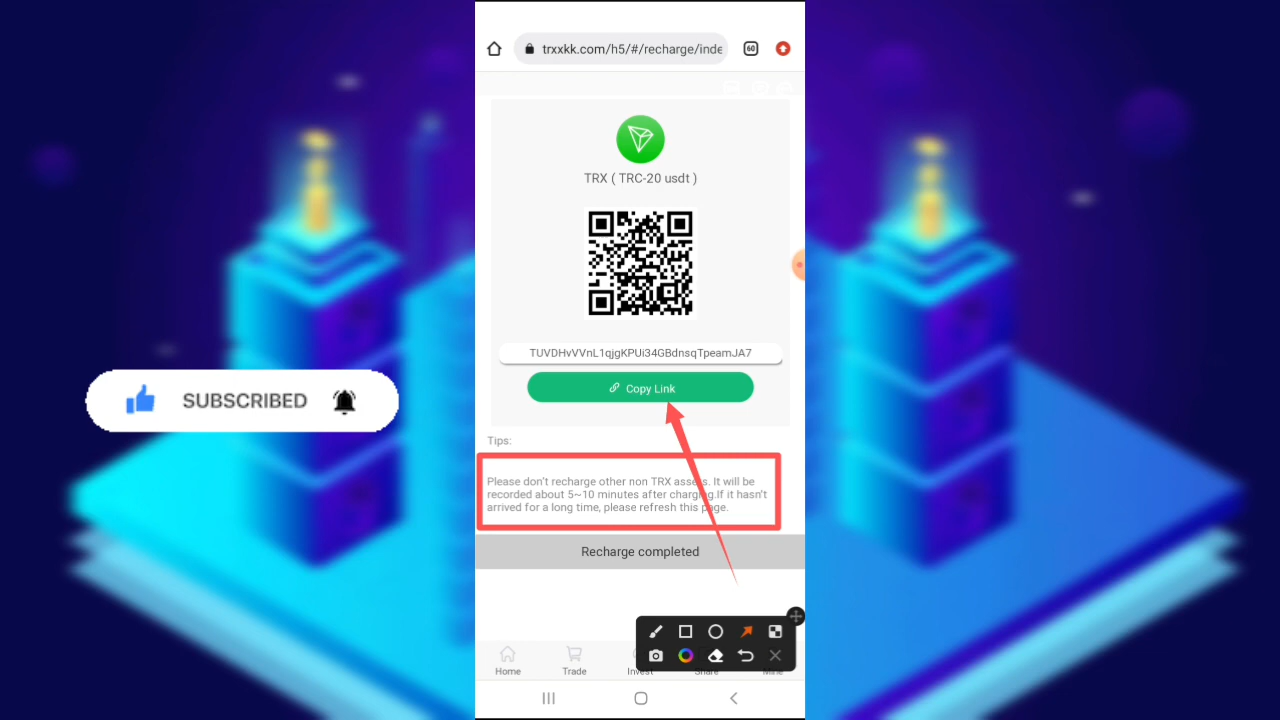 trxxkk.com/h5/#/recharge/inde
60
TRX ( TRC-20 usdt )
TUVDHvVVnL1qjgKPUi34GBdnsqTpeamJA7
Copy Link
SUBSCRIBED
Tips:
Please don't recharge other non TRX assets. It will be
recorded about 5~10 minutes after charging.If it hasn't
arrived for a long time, please refresh this page.
Recharge completed
Home Trade Invest Share Mine